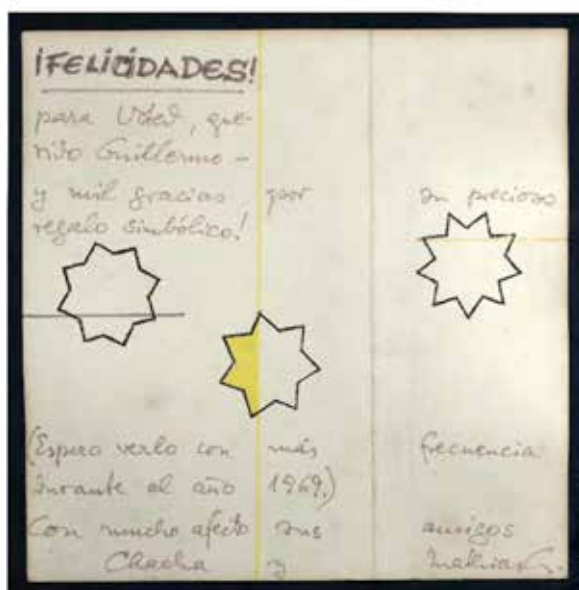 ¡FELICIDADES!
para Usted, que-
rido Guillermo –
y mil gracias por su precioso
regalo simbólico!
(Espero verlo con más frecuencia
durante el año 1969.)
Con mucho afecto sus amigos
Chacha y Mathias G.